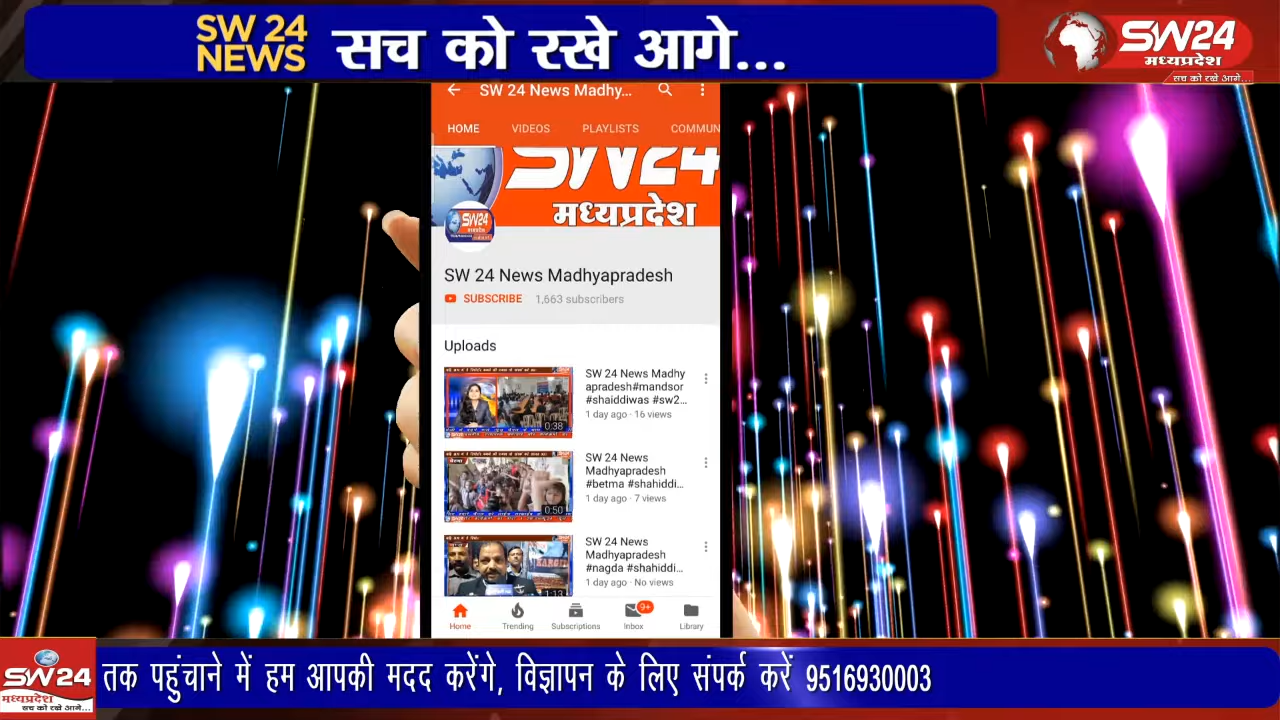 SW 24
NEWS
सच को रखे आगे...
SW24
मध्यप्रदेश
सच को रखे आगे...
SW 24 News Madhy...
HOME VIDEOS PLAYLISTS COMMUN
SW24
मध्यप्रदेश
SW24
SW 24 News Madhyapradesh
SUBSCRIBE 1,663 subscribers
Uploads
SW 24 News Madhy
apradesh#mandsor
#shaiddiwas #sw2...
1 day ago · 16 views
0:38
SW 24 News
Madhyapradesh
#betma #shahiddi...
1 day ago · 7 views
0:50
SW 24 News
Madhyapradesh
#nagda #shahiddi...
1 day ago · No views
1:13
9+
Home Trending Subscriptions Inbox Library
SW24
मध्यप्रदेश
सच को रखे आगे...
तक पहुंचाने में हम आपकी मदद करेंगे, विज्ञापन के लिए संपर्क करें 9516930003